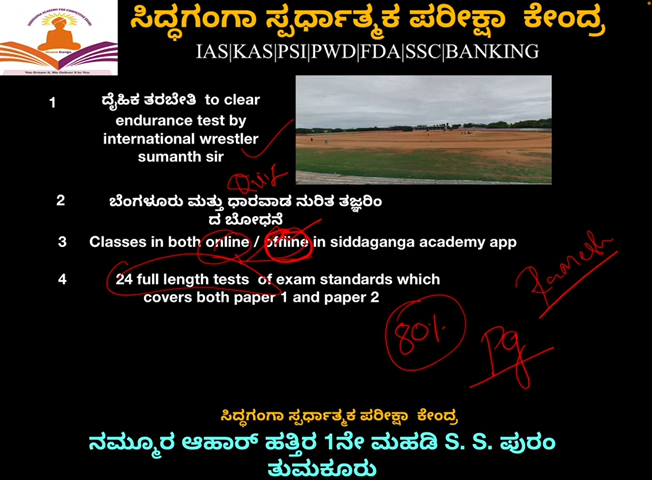 ಸಿದ್ಧಗಂಗಾ ಸ್ಪರ್ಧಾತ್ಮಕ ಪರೀಕ್ಷಾ ಕೇಂದ್ರ
IAS|KAS|PSI|PWD|FDA|SSC|BANKING
1 ದೈಹಿಕ ತರಬೇತಿ to clear
endurance test by
international wrestler
sumanth sir
Quiz
2 ಬೆಂಗಳೂರು ಮತ್ತು ಧಾರವಾಡ ನುರಿತ ತಜ್ಞರಿಂ
ದ ಬೋಧನೆ
3 Classes in both online / offline in siddaganga academy app
4 24 full length tests of exam standards which
covers both paper 1 and paper 2
Ramesh
80%
Pg
ಸಿದ್ಧಗಂಗಾ ಸ್ಪರ್ಧಾತ್ಮಕ ಪರೀಕ್ಷಾ ಕೇಂದ್ರ
ನಮ್ಮೂರ ಆಹಾರ್ ಹತ್ತಿರ 1ನೇ ಮಹಡಿ S. S. ಪುರಂ
ತುಮಕೂರು